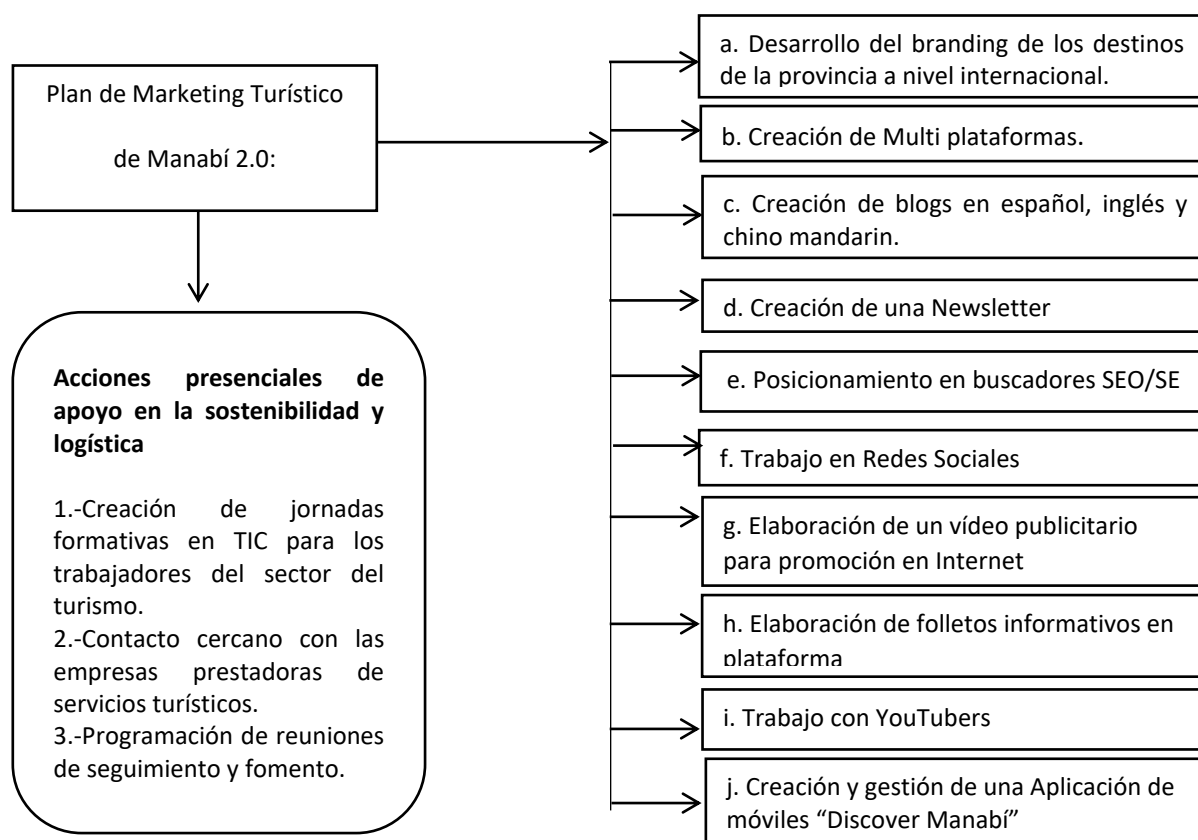 Plan de Marketing Turístico
de Manabí 2.0:
Acciones presenciales de
apoyo en la sostenibilidad y
logística
1.-Creación de jornadas
formativas en TIC para los
trabajadores del sector del
turismo.
2.-Contacto cercano con las
empresas prestadoras de
servicios turísticos.
3.-Programación de reuniones
de seguimiento y fomento.
a. Desarrollo del branding de los destinos
de la provincia a nivel internacional.
b. Creación de Multi plataformas.
c. Creación de blogs en español, inglés y
chino mandarin.
d. Creación de una Newsletter
e. Posicionamiento en buscadores SEO/SE
f. Trabajo en Redes Sociales
g. Elaboración de un vídeo publicitario
para promoción en Internet
h. Elaboración de folletos informativos en
plataforma
i. Trabajo con YouTubers
j. Creación y gestión de una Aplicación de
móviles “Discover Manabí”